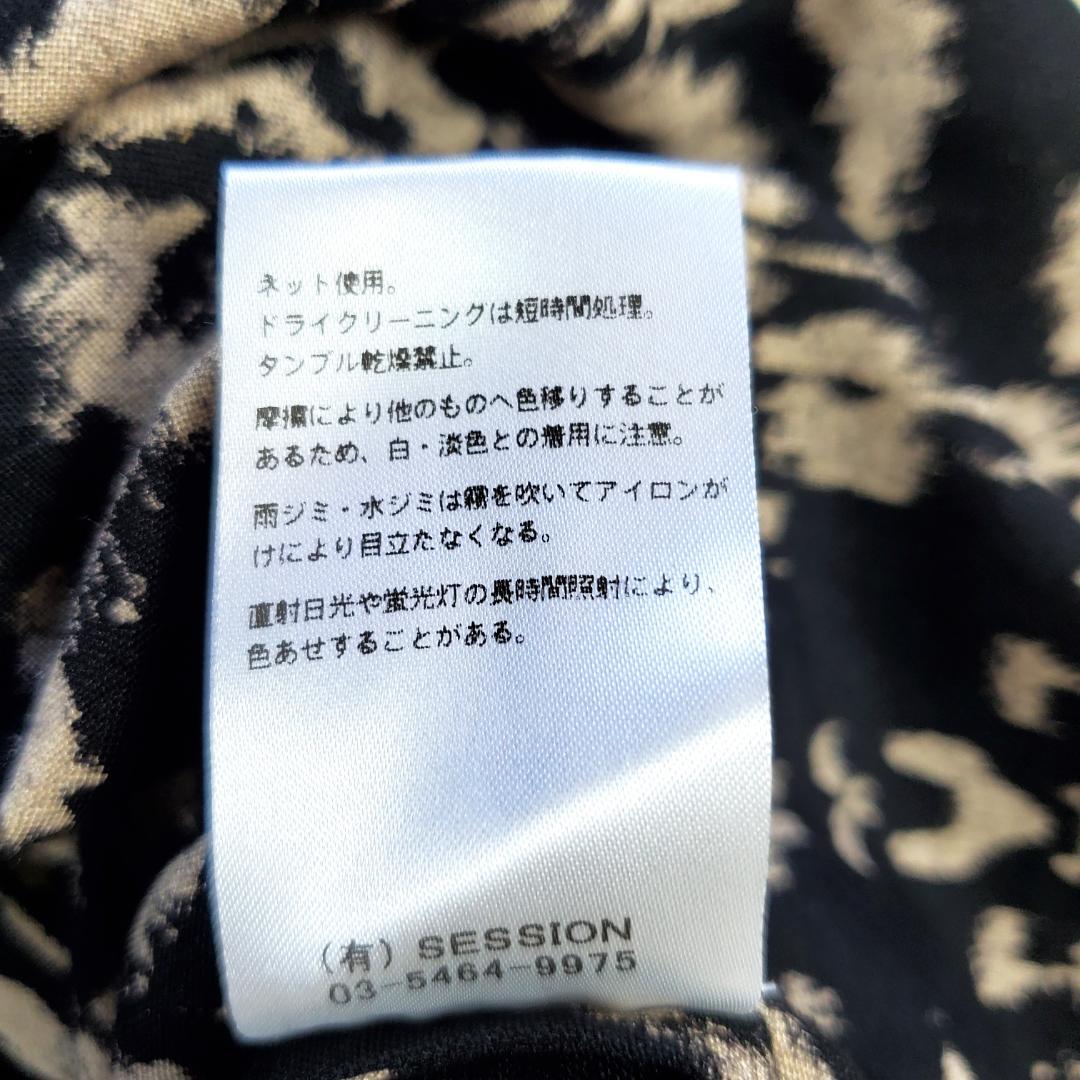 ネット使用。
ドライクリーニングは短時間処理。
タンブル乾燥禁止。
摩擦により他のものへ色移りすることが
あるため、白・淡色との着用に注意。
雨ジミ・水ジミは霧を吹いてアイロンが
けにより目立たなくなる。
直射日光や蛍光灯の長時間照射により、
色あせすることがある。
(有) SESSION
03-5464-9975